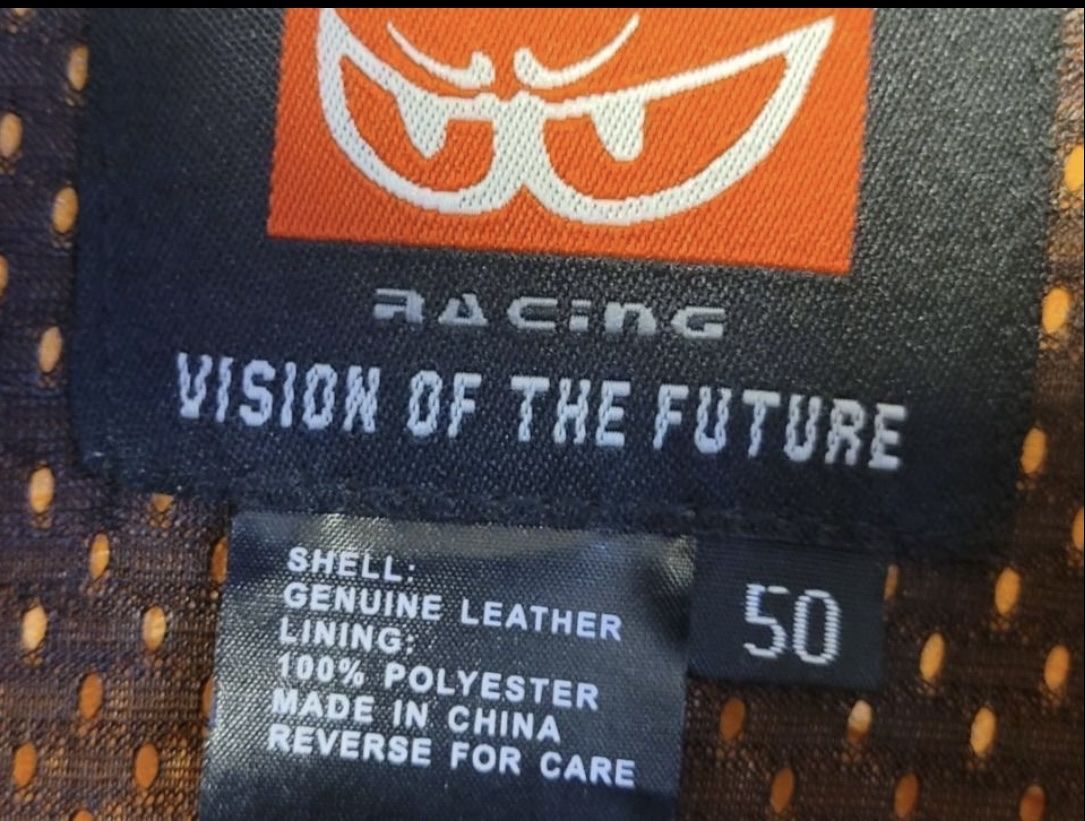 RACING
VISION OF THE FUTURE
SHELL:
GENUINE LEATHER
LINING:
100% POLYESTER
MADE IN CHINA
REVERSE FOR CARE
50